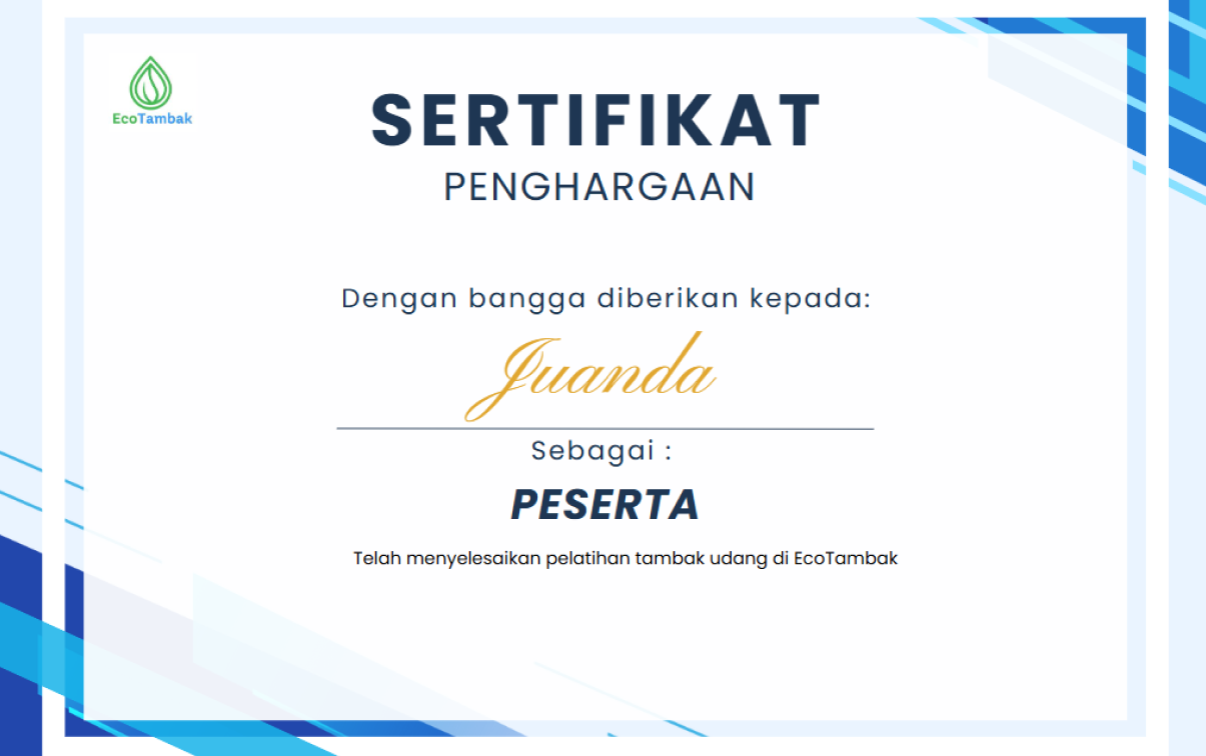 EcoTambak
SERTIFIKAT
PENGHARGAAN
Dengan bangga diberikan kepada:
Juanda
Sebagai :
PESERTA
Telah menyelesaikan pelatihan tambak udang di EcoTambak